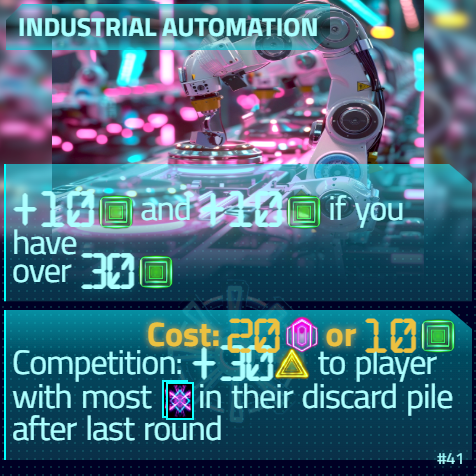 INDUSTRIAL AUTOMATION
+10 and +10 if you
have
over 30
Cost: 20 or 10
Competition: +30 to player
with most in their discard pile
after last round
#41